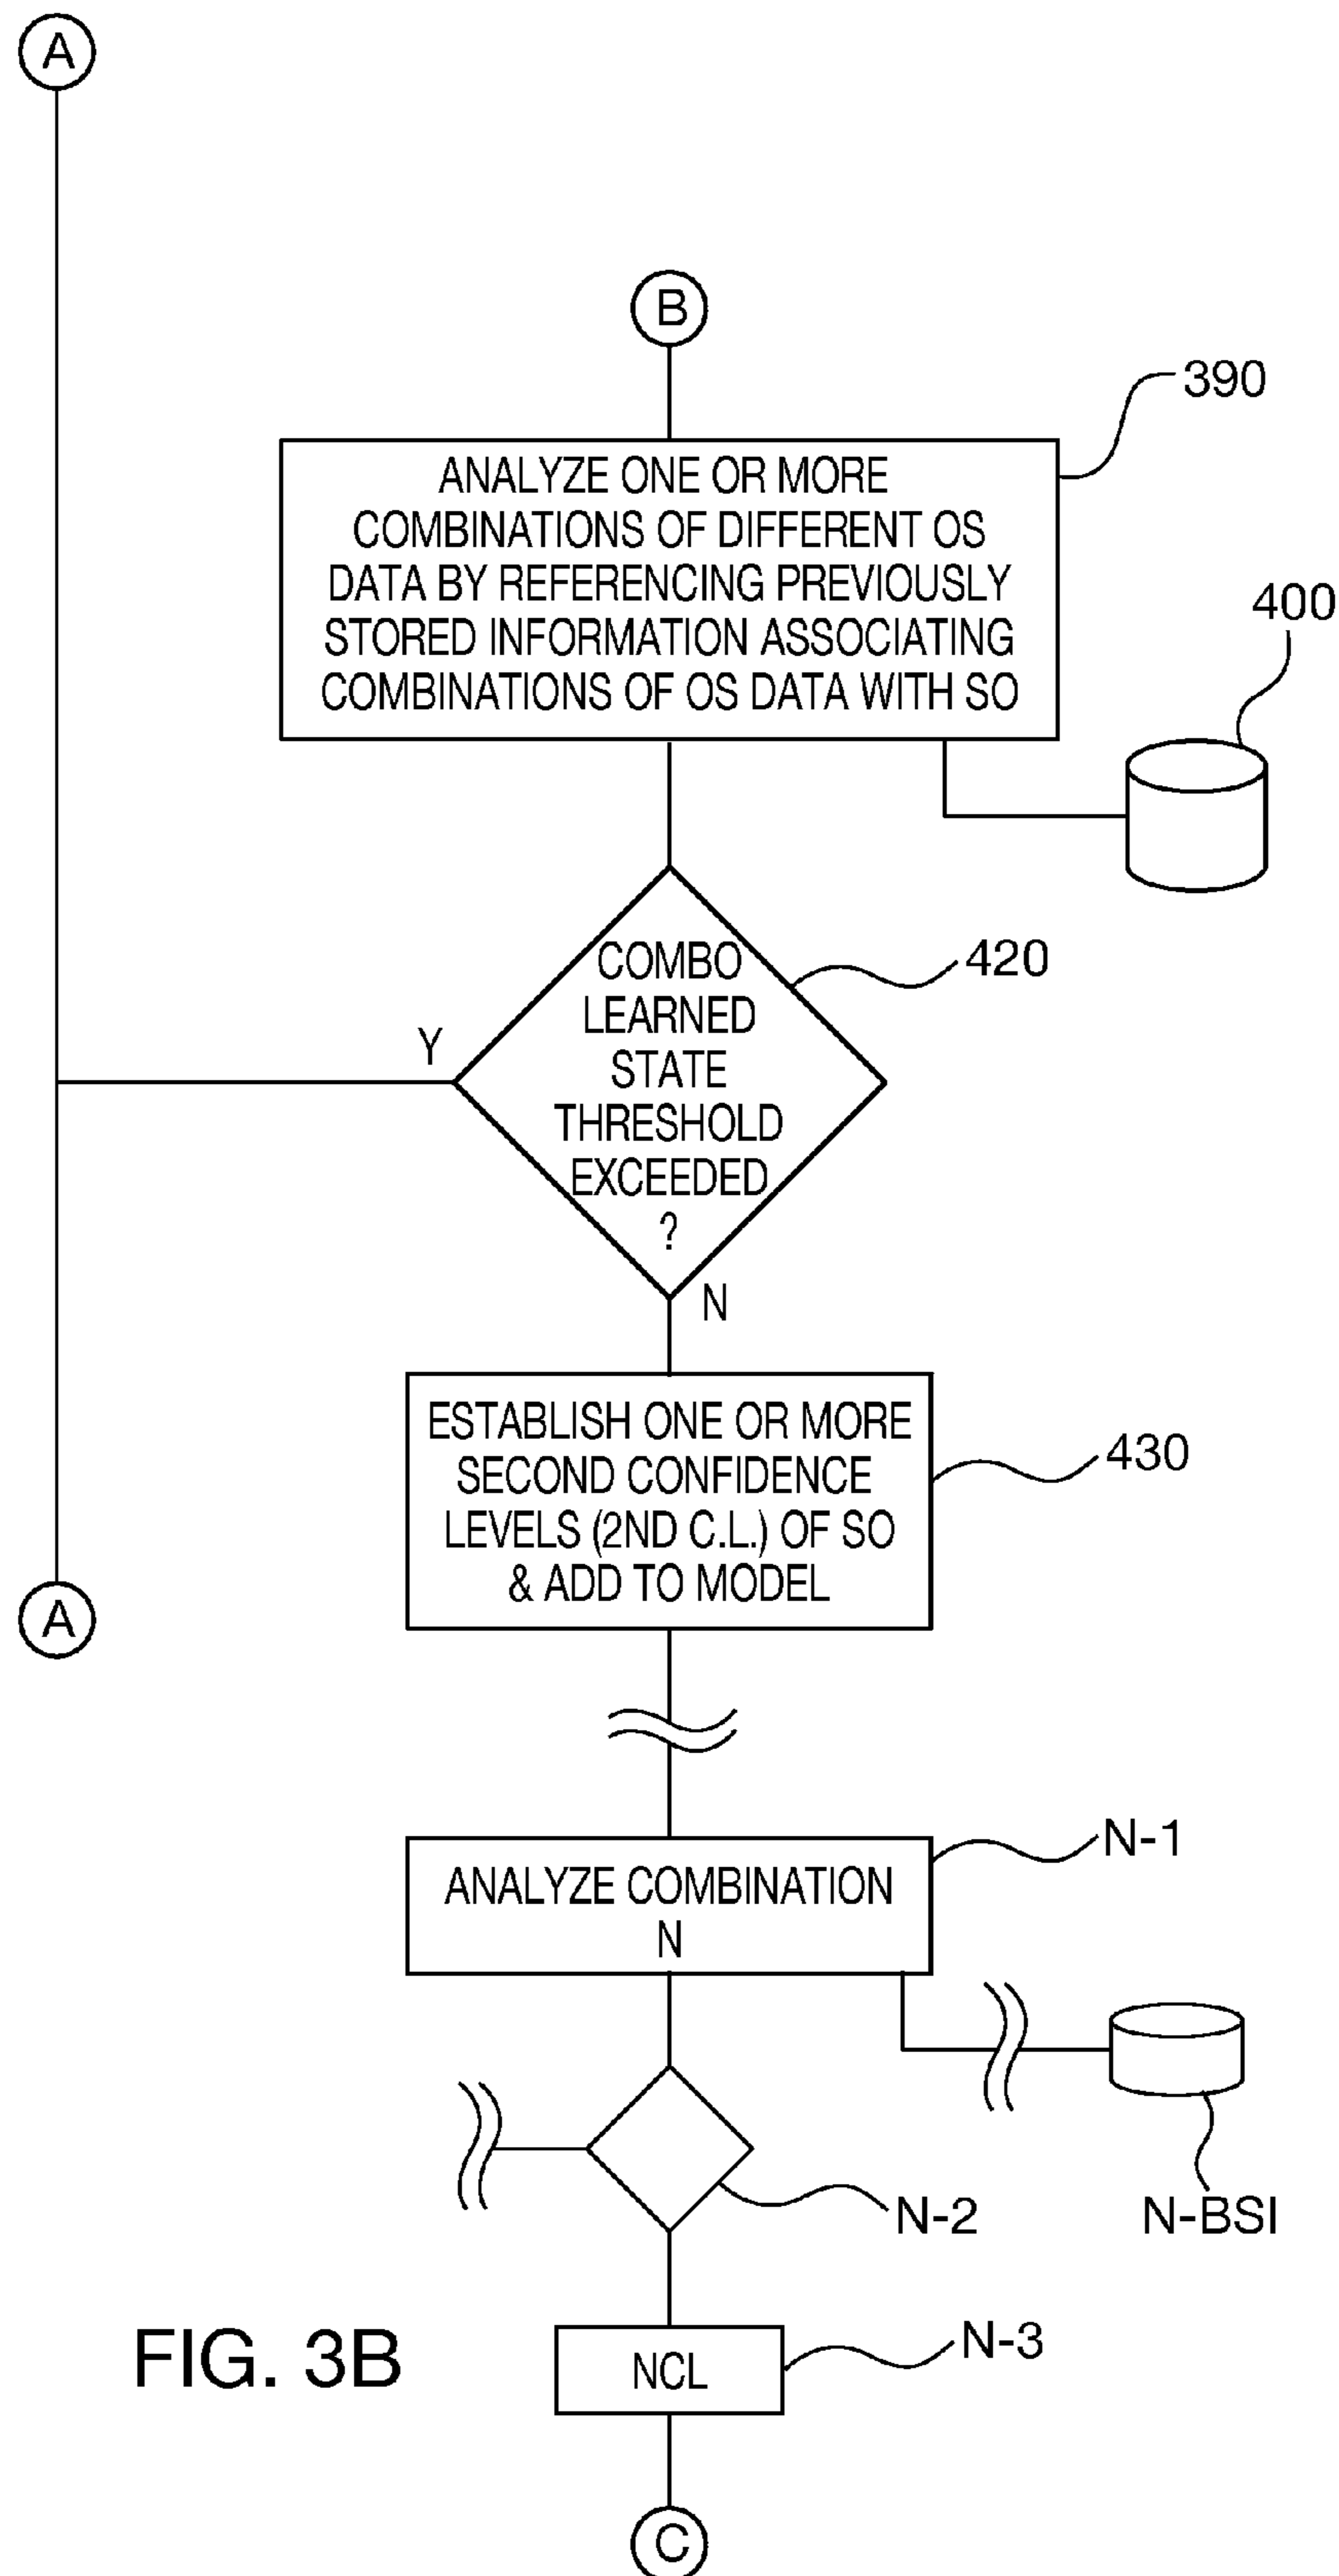 A
B
390
ANALYZE ONE OR MORE
COMBINATIONS OF DIFFERENT OS
DATA BY REFERENCING PREVIOUSLY
STORED INFORMATION ASSOCIATING
COMBINATIONS OF OS DATA WITH SO
400
COMBO
LEARNED
STATE
THRESHOLD
EXCEEDED
?
420
Y
N
ESTABLISH ONE OR MORE
SECOND CONFIDENCE
LEVELS (2ND C.L.) OF SO
& ADD TO MODEL
430
A
ANALYZE COMBINATION
N
N-1
N-2
N-BSI
NCL
N-3
FIG. 3B
C